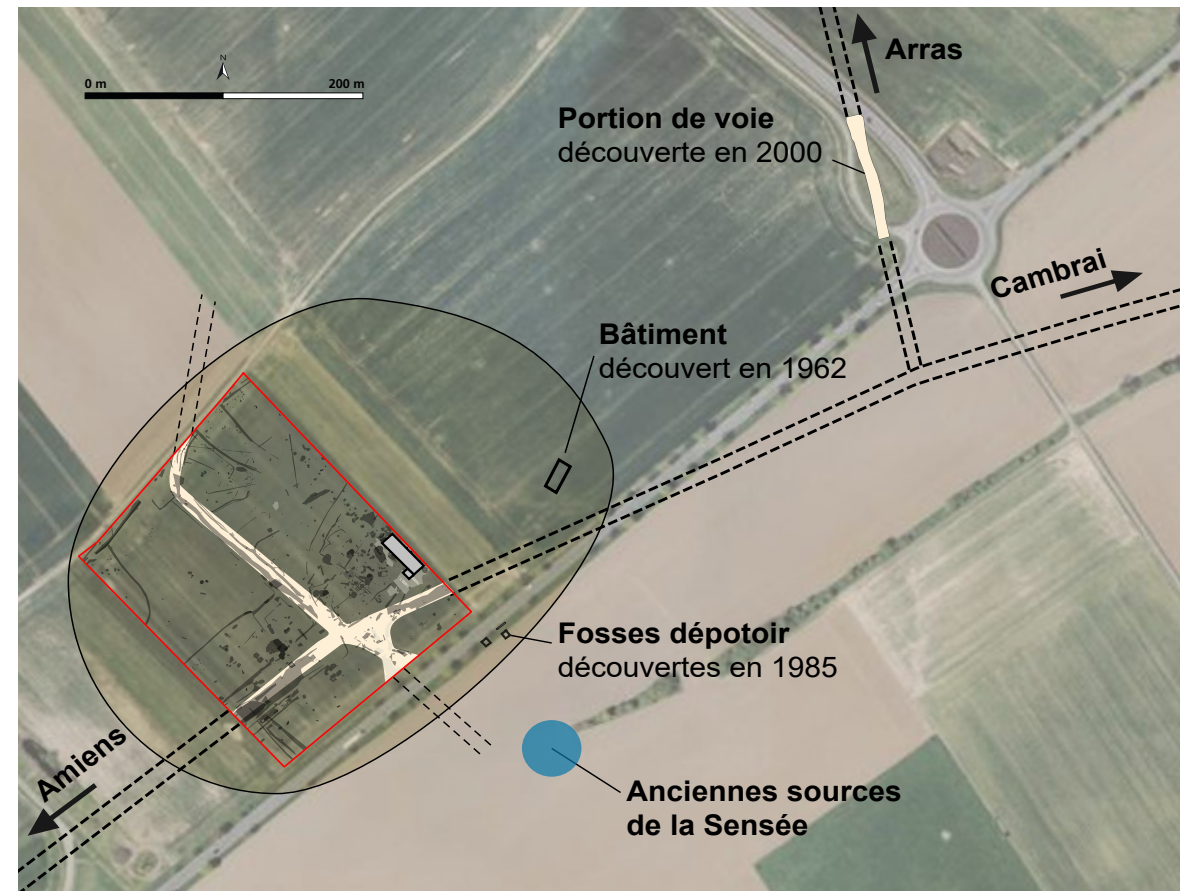 N
0 m 200 m
Arras
Portion de voie
découverte en 2000
Cambrai
Bâtiment
découvert en 1962
Fosses dépotoir
découvertes en 1985
Amiens
Anciennes sources
de la Sensée